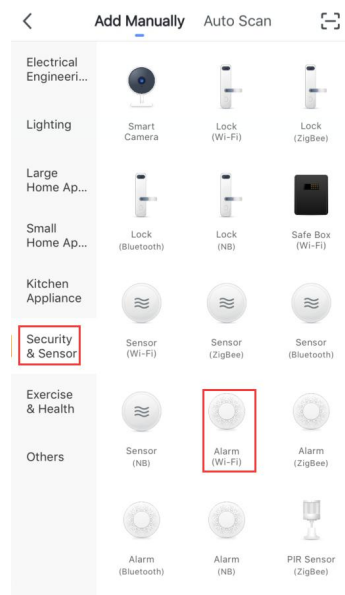 Add Manually Auto Scan
Electrical
Engineeri...
Lighting
Large
Home Ap...
Small
Home Ap...
Kitchen
Appliance
Security
& Sensor
Exercise
& Health
Others
Smart
Camera
Lock
(Wi-Fi)
Lock
(ZigBee)
Lock
(Bluetooth)
Lock
(NB)
Safe Box
(Wi-Fi)
Sensor
(Wi-Fi)
Sensor
(ZigBee)
Sensor
(Bluetooth)
Sensor
(NB)
Alarm
(Wi-Fi)
Alarm
(ZigBee)
Alarm
(Bluetooth)
Alarm
(NB)
PIR Sensor
(ZigBee)